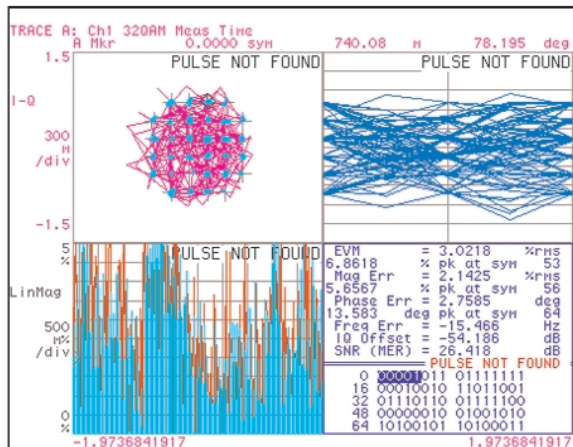 TRACE A: Ch1 32QAM Meas Time
A Mkr 0.0000 sym 740.08 m 78.195 deg
1.5
PULSE NOT FOUND
PULSE NOT FOUND
I-Q
300
m
/div
-1.5
5
%
PULSE NOT FOUND
LinMag
500
m%
/div
0
%
-1.9736841917 1.9736841917
EVM = 3.0218 %rms
6.8618 % pk at sym 53
Mag Err = 2.1425 %rms
5.6567 % pk at sym 56
Phase Err = 2.7585 deg
13.583 deg pk at sym 64
Freq Err = -15.466 Hz
IQ Offset = -54.186 dB
SNR (MER) = 26.418 dB
PULSE NOT FOUND
0 00001011 01111111
16 00010010 11011001
32 01110110 01111100
48 00000010 01001010
64 10100101 10100011